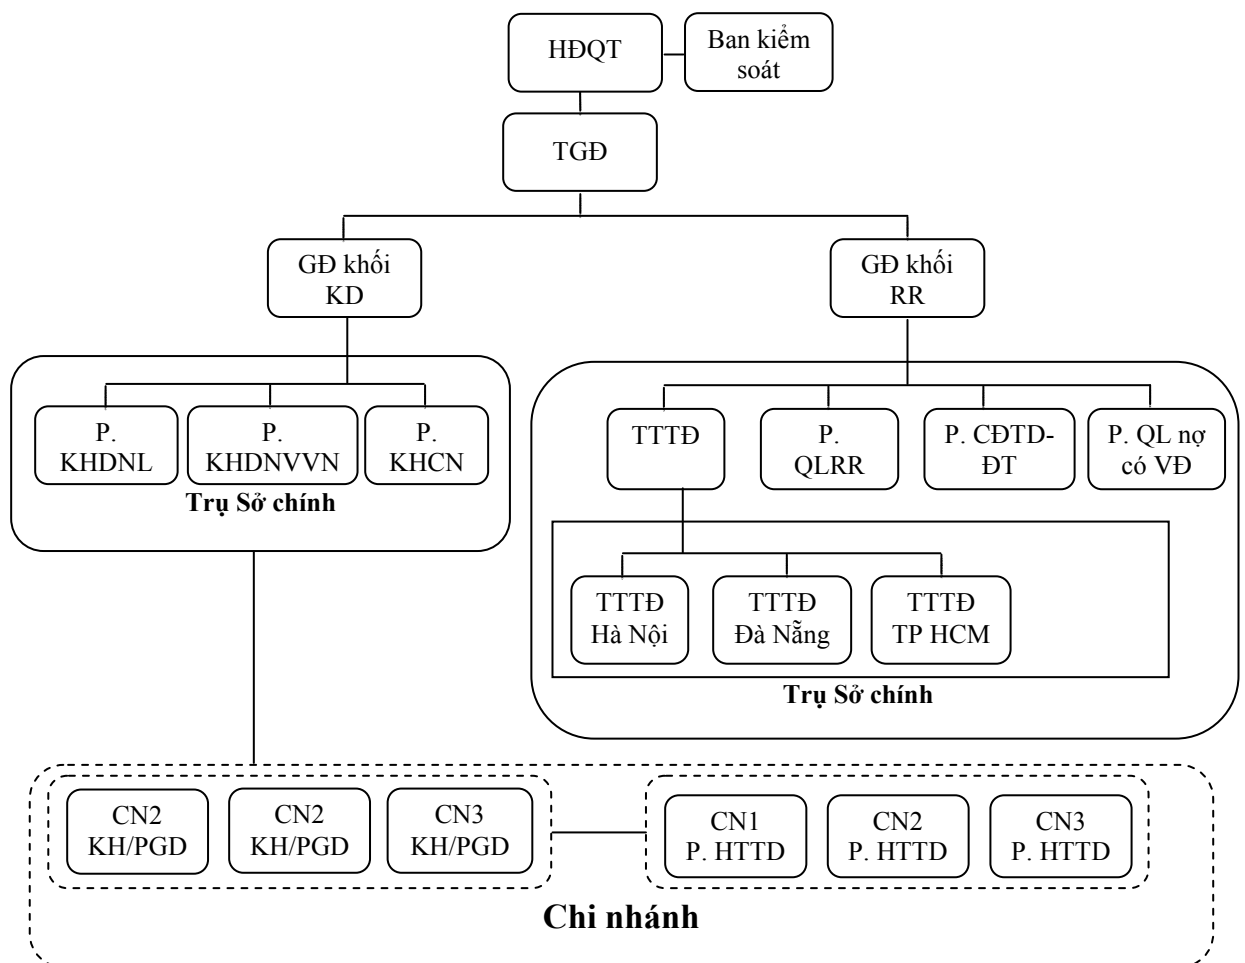 HĐQT
Ban kiểm
soát
TGĐ
GĐ khối
KD
GĐ khối
RR
P.
KHDNL
P.
KHDNVVN
P.
KHCN
Trụ Sở chính
TTTĐ
P.
QLRR
P. CĐTD-
ĐT
P. QL nợ
có VĐ
TTTĐ
Hà Nội
TTTĐ
Đà Nẵng
TTTĐ
TP HCM
Trụ Sở chính
CN2
KH/PGD
CN2
KH/PGD
CN3
KH/PGD
CN1
P. HTTD
CN2
P. HTTD
CN3
P. HTTD
Chi nhánh